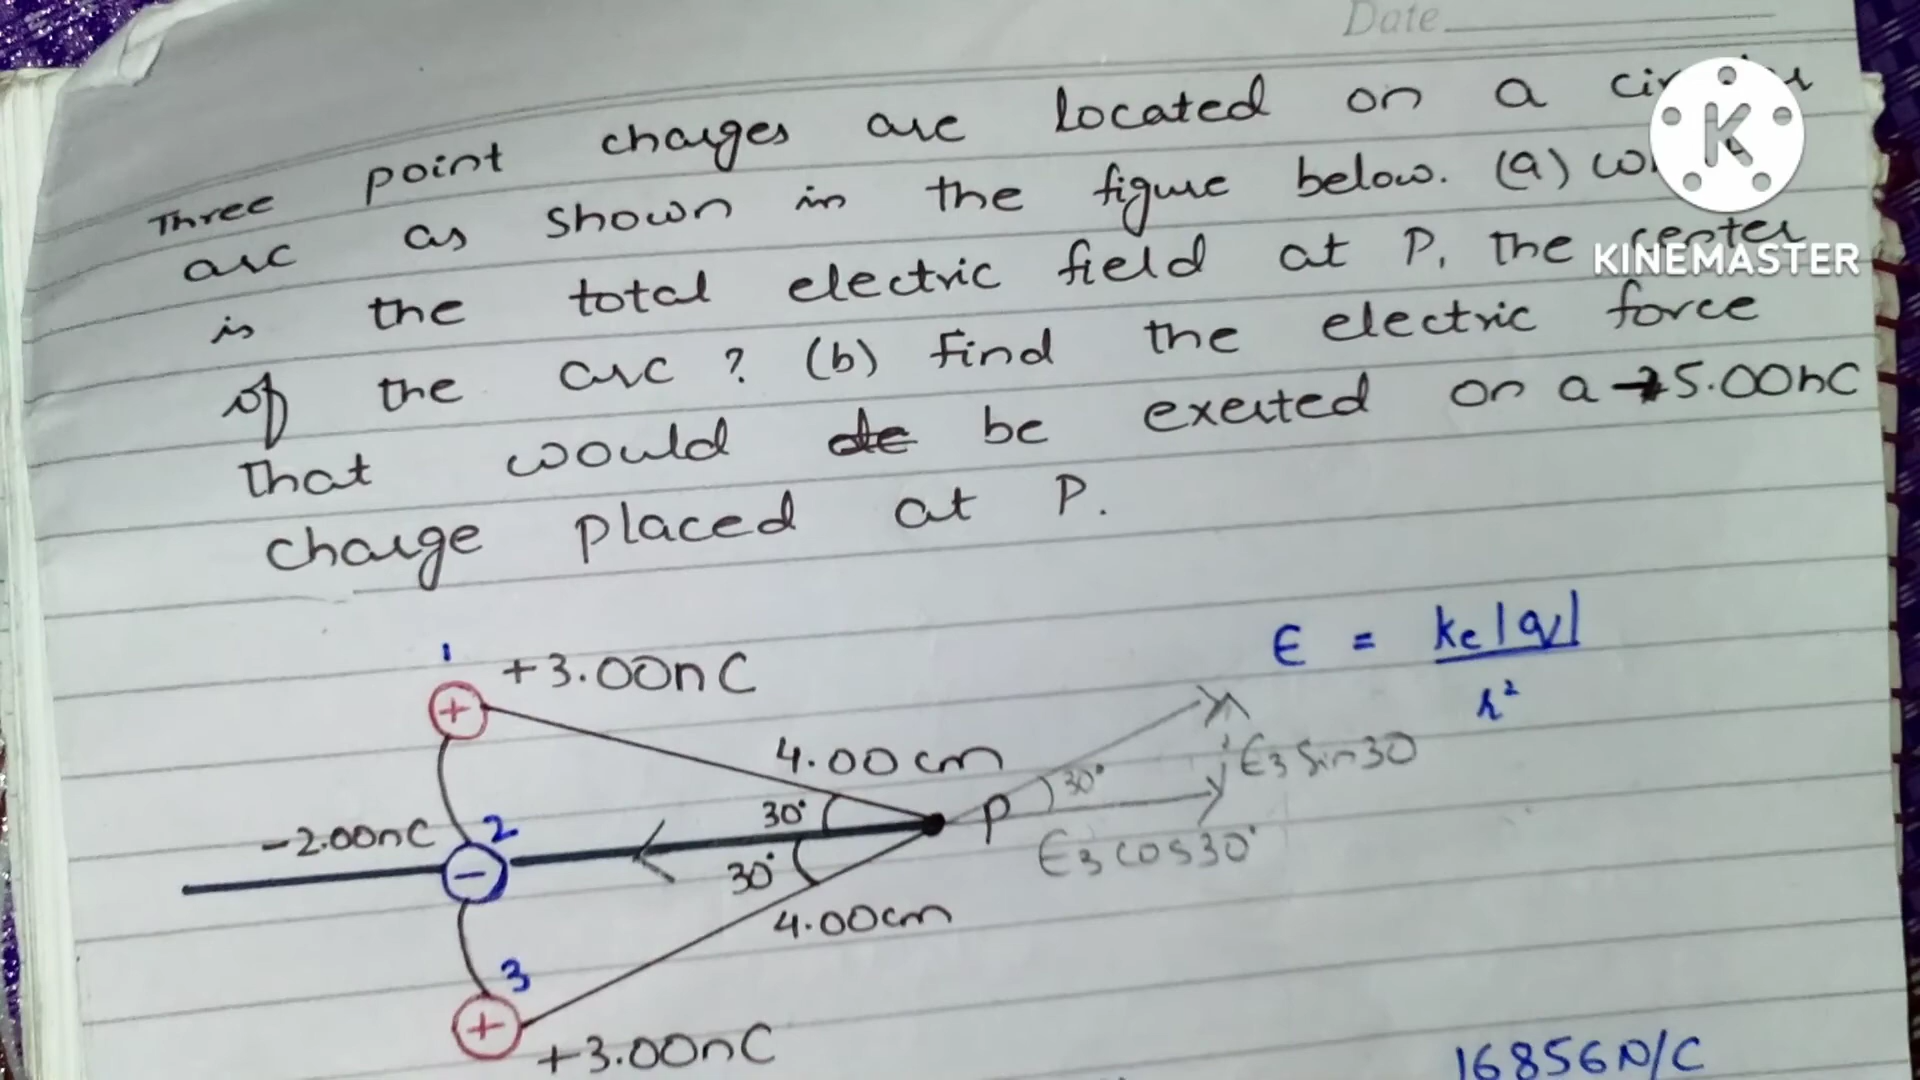 Date
Three point charges are located on a
arc as shown in the figure below. (a)
is the total electric field at P, the center
of the arc ? (b) Find the electric force
That would be exerted on a -5.00nC
charge placed at P.
K
KINEMASTER
1 +3.00nC
E = ke|q|
r²
4.00cm
E3 Sin30
30° P 30°
-2.00nC 2
E3 cos30°
30°
4.00cm
3
+3.00nC
16856N/C